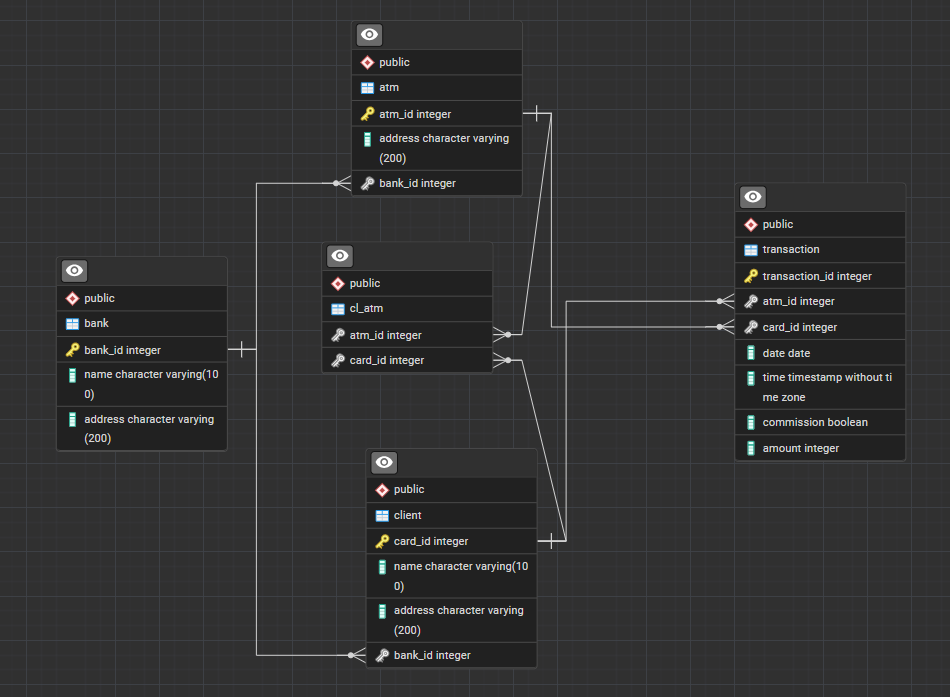 public
atm
atm_id integer
address character varying
(200)
bank_id integer
public
bank
bank_id integer
name character varying(10
0)
address character varying
(200)
public
cl_atm
atm_id integer
card_id integer
public
client
card_id integer
name character varying(10
0)
address character varying
(200)
bank_id integer
public
transaction
transaction_id integer
atm_id integer
card_id integer
date date
time timestamp without ti
me zone
commission boolean
amount integer